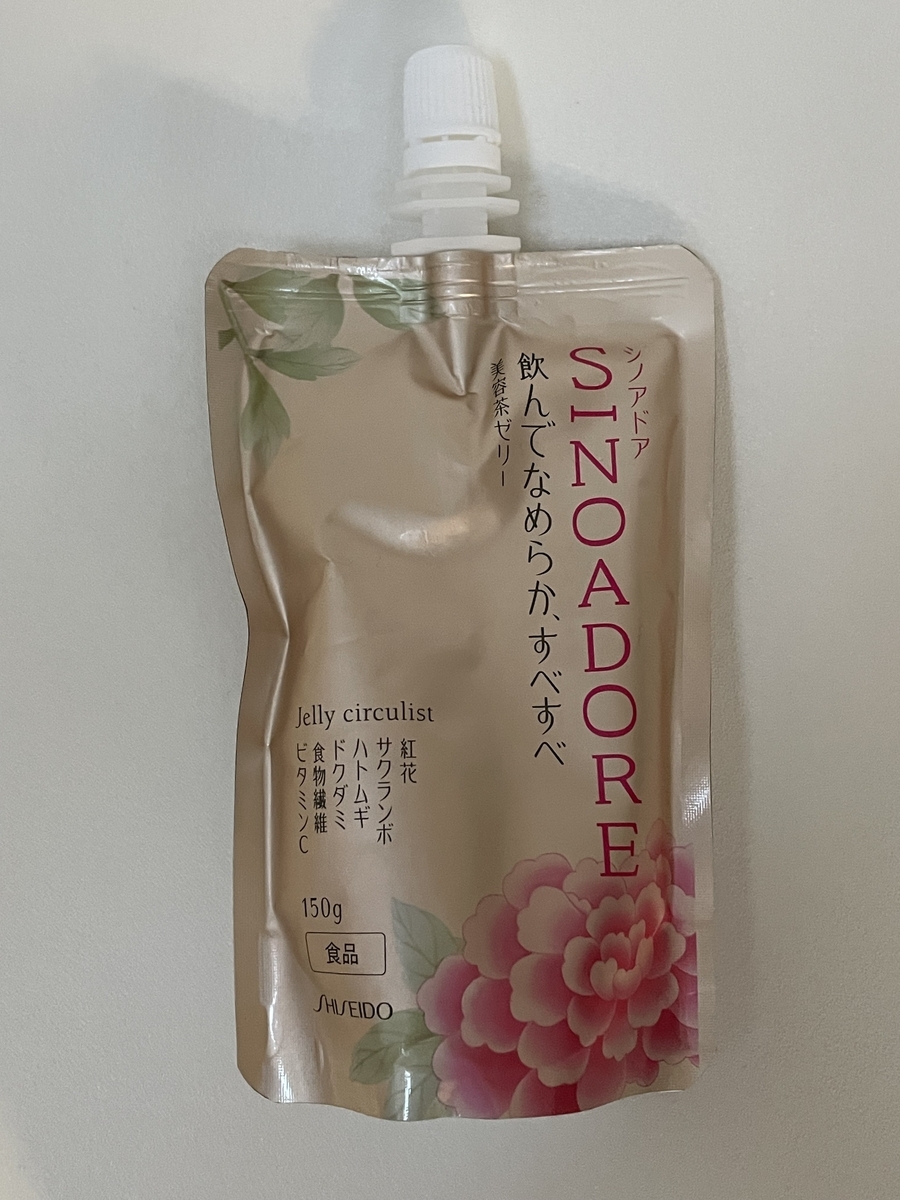 シノアドア
SINOADORE
飲んでなめらか、すべすべ
美容茶ゼリー
Jelly circulist
紅花
サクランボ
ハトムギ
ドクダミ
食物繊維
ビタミンC
150g
食品
SHISEIDO